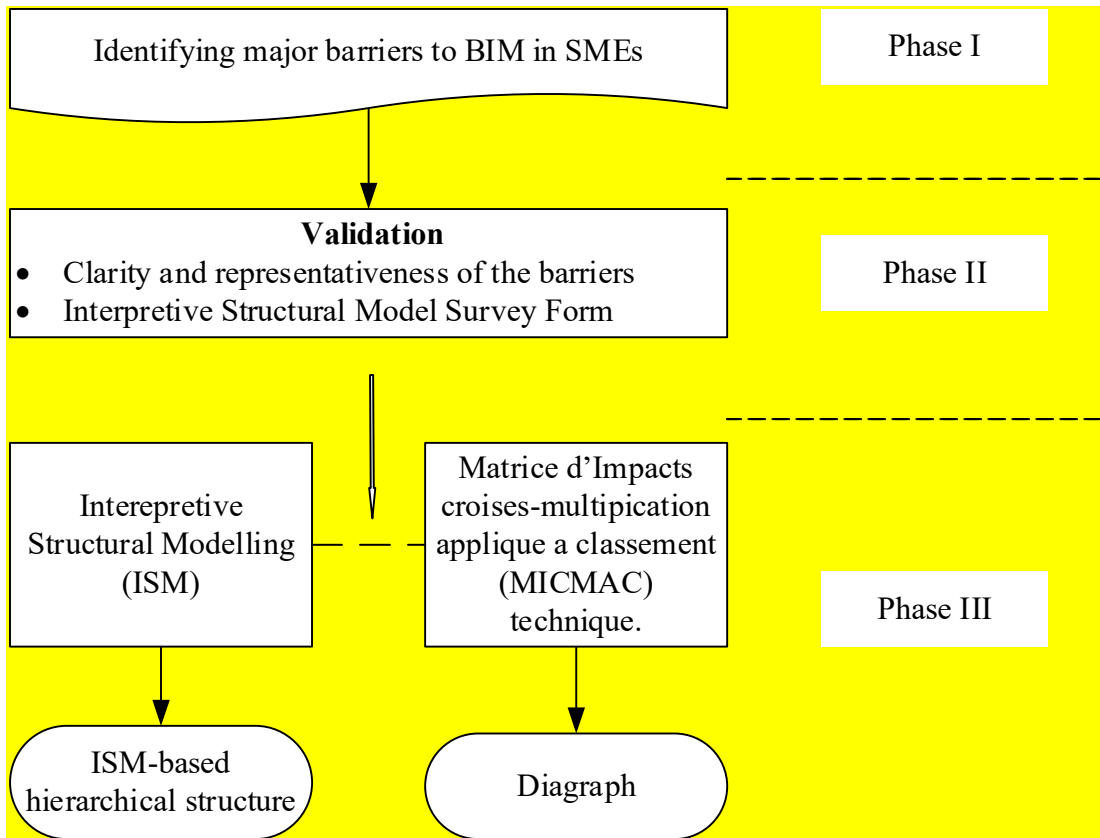 Identifying major barriers to BIM in SMEs
Phase I
Validation
• Clarity and representativeness of the barriers
• Interpretive Structural Model Survey Form
Phase II
Interepretive
Structural Modelling
(ISM)
Matrice d’Impacts
croises-multipication
applique a classement
(MICMAC)
technique.
Phase III
ISM-based
hierarchical structure
Diagraph